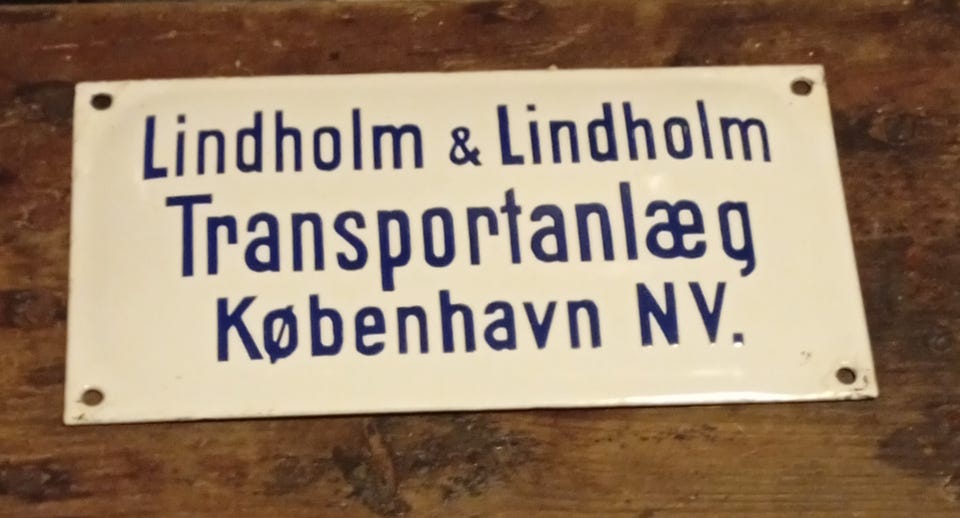 Lindholm & Lindholm
Transportanlæg
København NV.